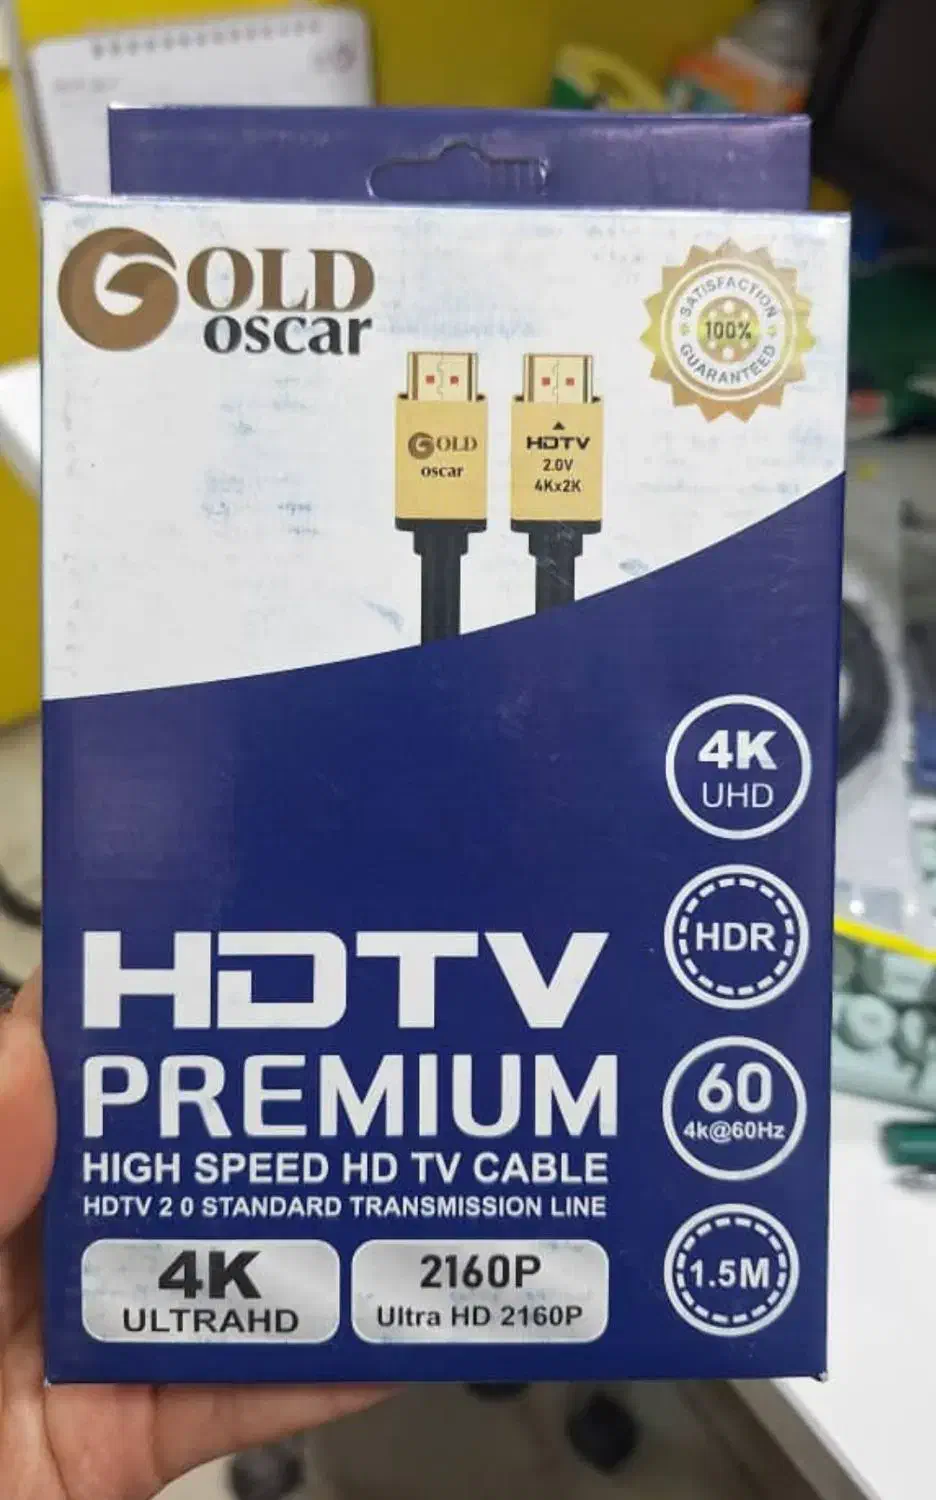 GOLD
oscar
SATISFACTION
100%
GUARANTEED
GOLD
oscar
HDTV
2.0V
4Kx2K
4K
UHD
HDR
60
4k@60Hz
1.5M
HDTV
PREMIUM
HIGH SPEED HD TV CABLE
HDTV 2 0 STANDARD TRANSMISSION LINE
4K
ULTRAHD
2160P
Ultra HD 2160P